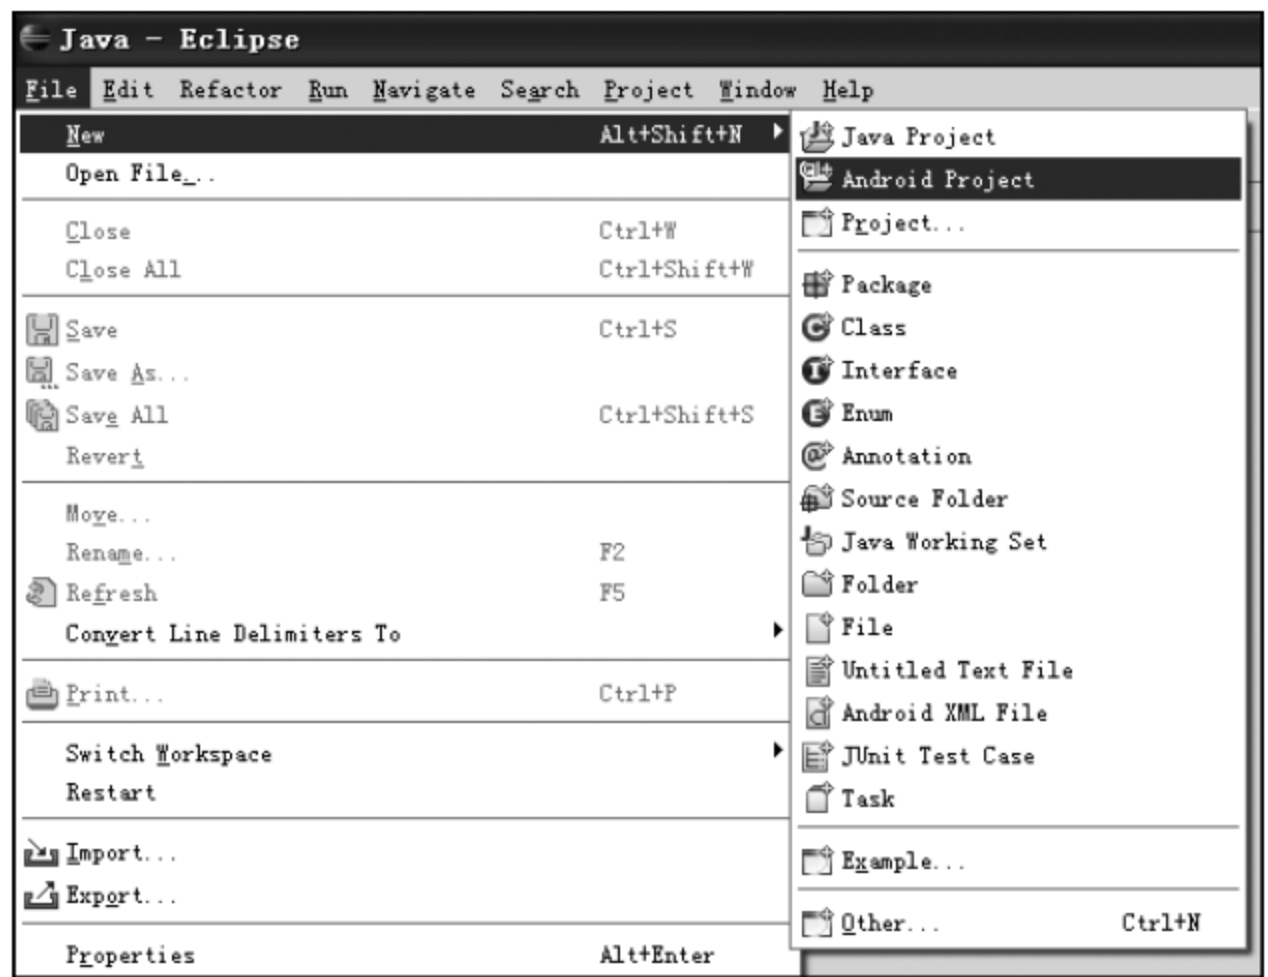 Java - Eclipse
File Edit Refactor Run Navigate Search Project Window Help
New Alt+Shift+N
Open File...
Close Ctrl+W
Close All Ctrl+Shift+W
Save Ctrl+S
Save As...
Save All Ctrl+Shift+S
Revert
Move...
Rename... F2
Refresh F5
Convert Line Delimiters To
Print... Ctrl+P
Switch Workspace
Restart
Import...
Export...
Properties Alt+Enter
Java Project
Android Project
Project...
Package
Class
Interface
Enum
Annotation
Source Folder
Java Working Set
Folder
File
Untitled Text File
Android XML File
JUnit Test Case
Task
Example...
Other... Ctrl+N